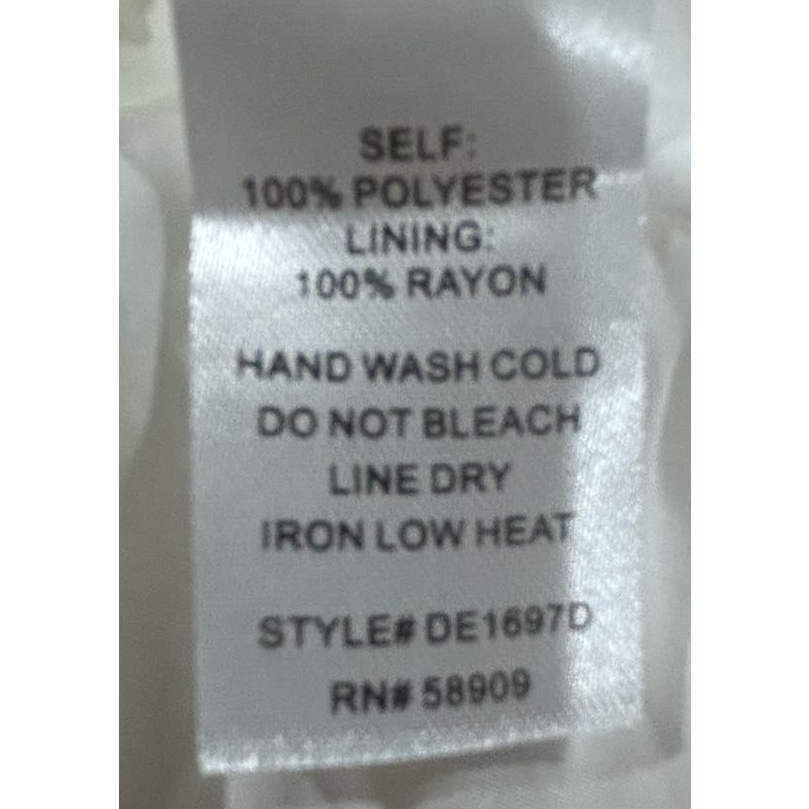 SELF:
100% POLYESTER
LINING:
100% RAYON
HAND WASH COLD
DO NOT BLEACH
LINE DRY
IRON LOW HEAT
STYLE# DE1697D
RN# 58909